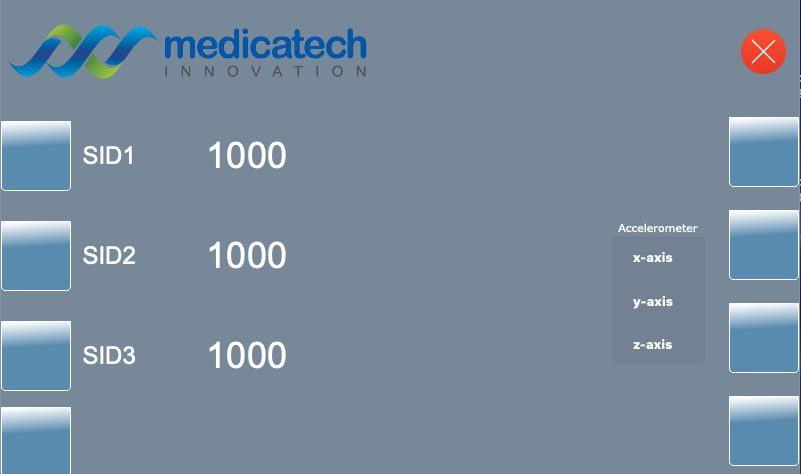 medicatech
INNOVATION
SID1 1000
SID2 1000
Accelerometer
x-axis
y-axis
z-axis
SID3 1000